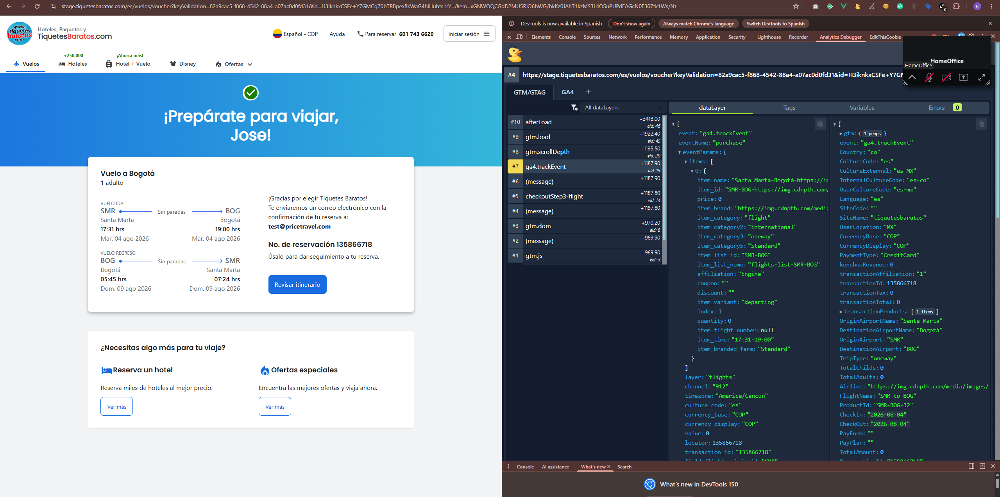 stage.tiquetesbaratos.com/es/vuelos/voucher?keyValidation=82a9cac5-f868-4542-88a4-a07ac0d0fd31&id=H3iknkxCSFe+Y7GMCg70bTRBpex8kWaG4hiHubts1rY=&em=xGNWOQCGdD2MU5RlO6hWG/bkKz0JAhT1kzMS3L4OSuPUPdEAGcN0E307tk1Ws/Nt
2
R
www.
tiquetes
baratos
.com
Hoteles, Paquetes y
TiquetesBaratos.com
Español - COP
Ayuda
Para reservar 601 743 6620
Iniciar sesión
Vuelos
+250,000
Hoteles
¡Ahorra más!
Hotel + Vuelo
Disney
Ofertas
¡Prepárate para viajar,
Jose!
Vuelo a Bogotá
1 adulto
VUELO IDA
SMR Sin paradas BOG
Santa Marta Bogotá
17:31 hrs 19:00 hrs
Mar. 04 ago 2026 Mar. 04 ago 2026
VUELO REGRESO
BOG Sin paradas SMR
Bogotá Santa Marta
05:45 hrs 07:24 hrs
Dom. 09 ago 2026 Dom. 09 ago 2026
¡Gracias por elegir Tiquetes Baratos!
Te enviaremos un correo electrónico con la
confirmación de tu reserva a:
test@pricetravel.com
No. de reservación 135866718
Úsalo para dar seguimiento a tu reserva.
Revisar itinerario
¿Necesitas algo más para tu viaje?
Reserva un hotel
Reserva miles de hoteles al mejor precio.
Ver más
Ofertas especiales
Encuentra las mejores ofertas y viaja ahora.
Ver más
DevTools is now available in Spanish
Don't show again
Always match Chrome's language
Switch DevTools to Spanish
Elements Console Sources Network Performance Memory Application Security Lighthouse Recorder Analytics Debugger EditThisCookie
HomeOffice
HomeOffice
#4 https://stage.tiquetesbaratos.com/es/vuelos/voucher?keyValidation=82a9cac5-f868-4542-88a4-a07ac0d0fd31&id=H3iknkxCSFe+Y7GM
GTM/GTAG GA4 +
All dataLayers
#10 afterLoad +3418.00
eId: 46
#9 gtm.load +1922.40
eId: 45
#8 gtm.scrollDepth +1195.50
eId: 29
#7 ga4.trackEvent +1187.90
eId: 15
#6 (message) +1187.90
#5 checkoutStep3-flight +1187.80
eId: 14
#4 (message) +1187.80
#3 gtm.dom +970.20
eId: 8
#2 (message) +969.90
#1 gtm.js +969.90
eId: 3
dataLayer Tags Variables Errors 0
{
event: "ga4.trackEvent"
eventName: "purchase"
eventParams: {
items: [
0: {
item_name: "Santa Marta-Bogotá-https://im
item_id: "SMR-BOG-https://img.cdnpth.com/
price: 0
item_brand: "https://img.cdnpth.com/media
item_category: "flight"
item_category2: "international"
item_category3: "oneway"
item_category5: "Standard"
item_list_id: "SMR-BOG"
item_list_name: "flights-list-SMR-BOG"
affiliation: "Engine"
coupon: ""
discount: ""
item_variant: "departing"
index: 1
quantity: 0
item_flight_number: null
item_time: "17:31-19:00"
item_branded_fare: "Standard"
}
]
layer: "flights"
channel: "912"
timezone: "America/Cancun"
culture_code: "es"
currency_base: "COP"
currency_display: "COP"
value: 0
locator: 135866718
transaction_id: "135866718"
{
gtm: { 1 props }
event: "ga4.trackEvent"
Country: "co"
CultureCode: "es"
CultureExternal: "es-MX"
InternalCultureCode: "es-co"
UserCultureCode: "es-mx"
Language: "es"
SiteCode: ""
SiteName: "tiquetesbaratos"
UserLocation: "MX"
CurrencyBase: "COP"
CurrencyDisplay: "COP"
PaymentType: "CreditCard"
kenshooRevenue: 0
transactionAffiliation: "1"
transactionId: 135866718
transactionTax: 0
transactionTotal: 0
transactionProducts: [ 1 items ]
OriginAirportName: "Santa Marta"
DestinationAirportName: "Bogotá"
OriginAirport: "SMR"
DestinationAirport: "BOG"
TripType: "oneway"
TotalChilds: 0
TotalAdults: 0
Airline: "https://img.cdnpth.com/media/images/
FlightName: "SMR to BOG"
ProductId: "SMR-BOG-32"
CheckIn: "2026-08-04"
CheckOut: "2026-08-04"
PayForm: ""
PayPlan: ""
TotalAmount: 0
Console AI assistance What's new Search
What's new in DevTools 150